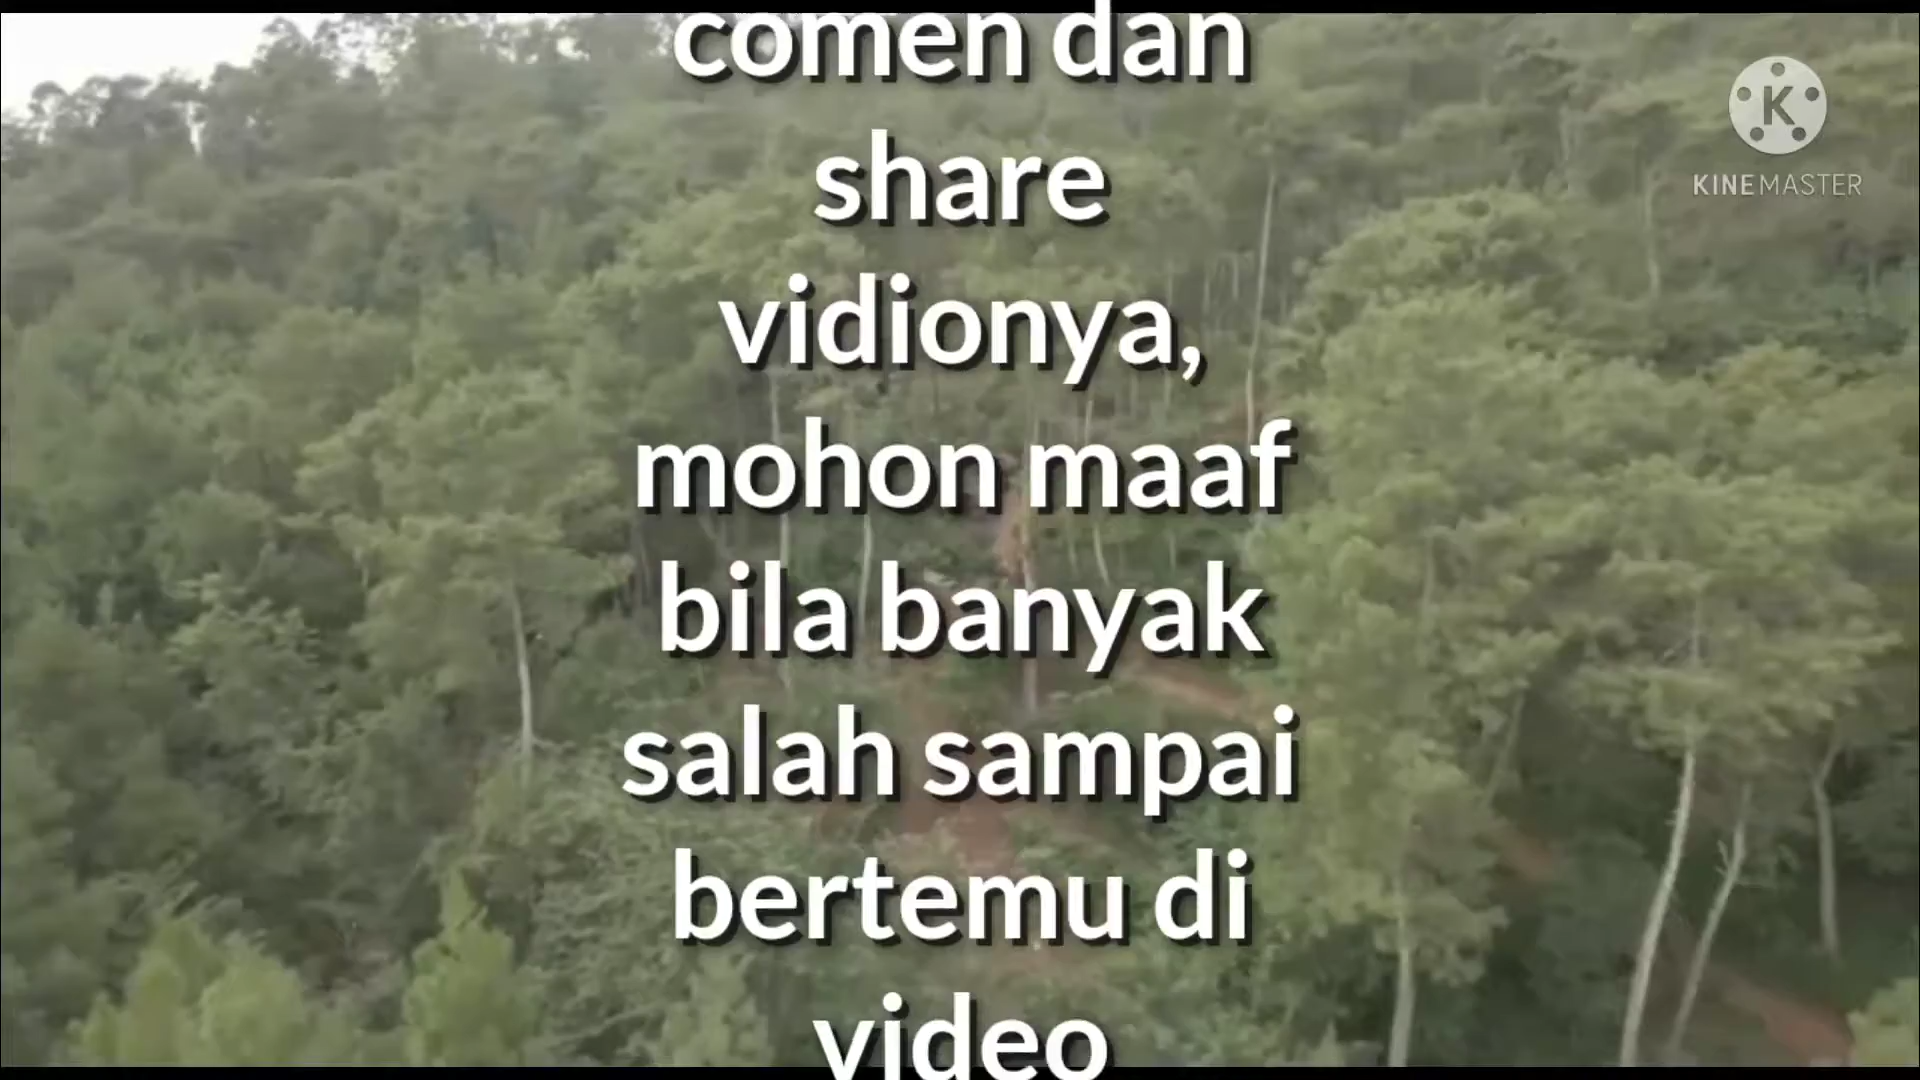 comen dan
share
vidionya,
mohon maaf
bila banyak
salah sampai
bertemu di
video
K
KINEMASTER